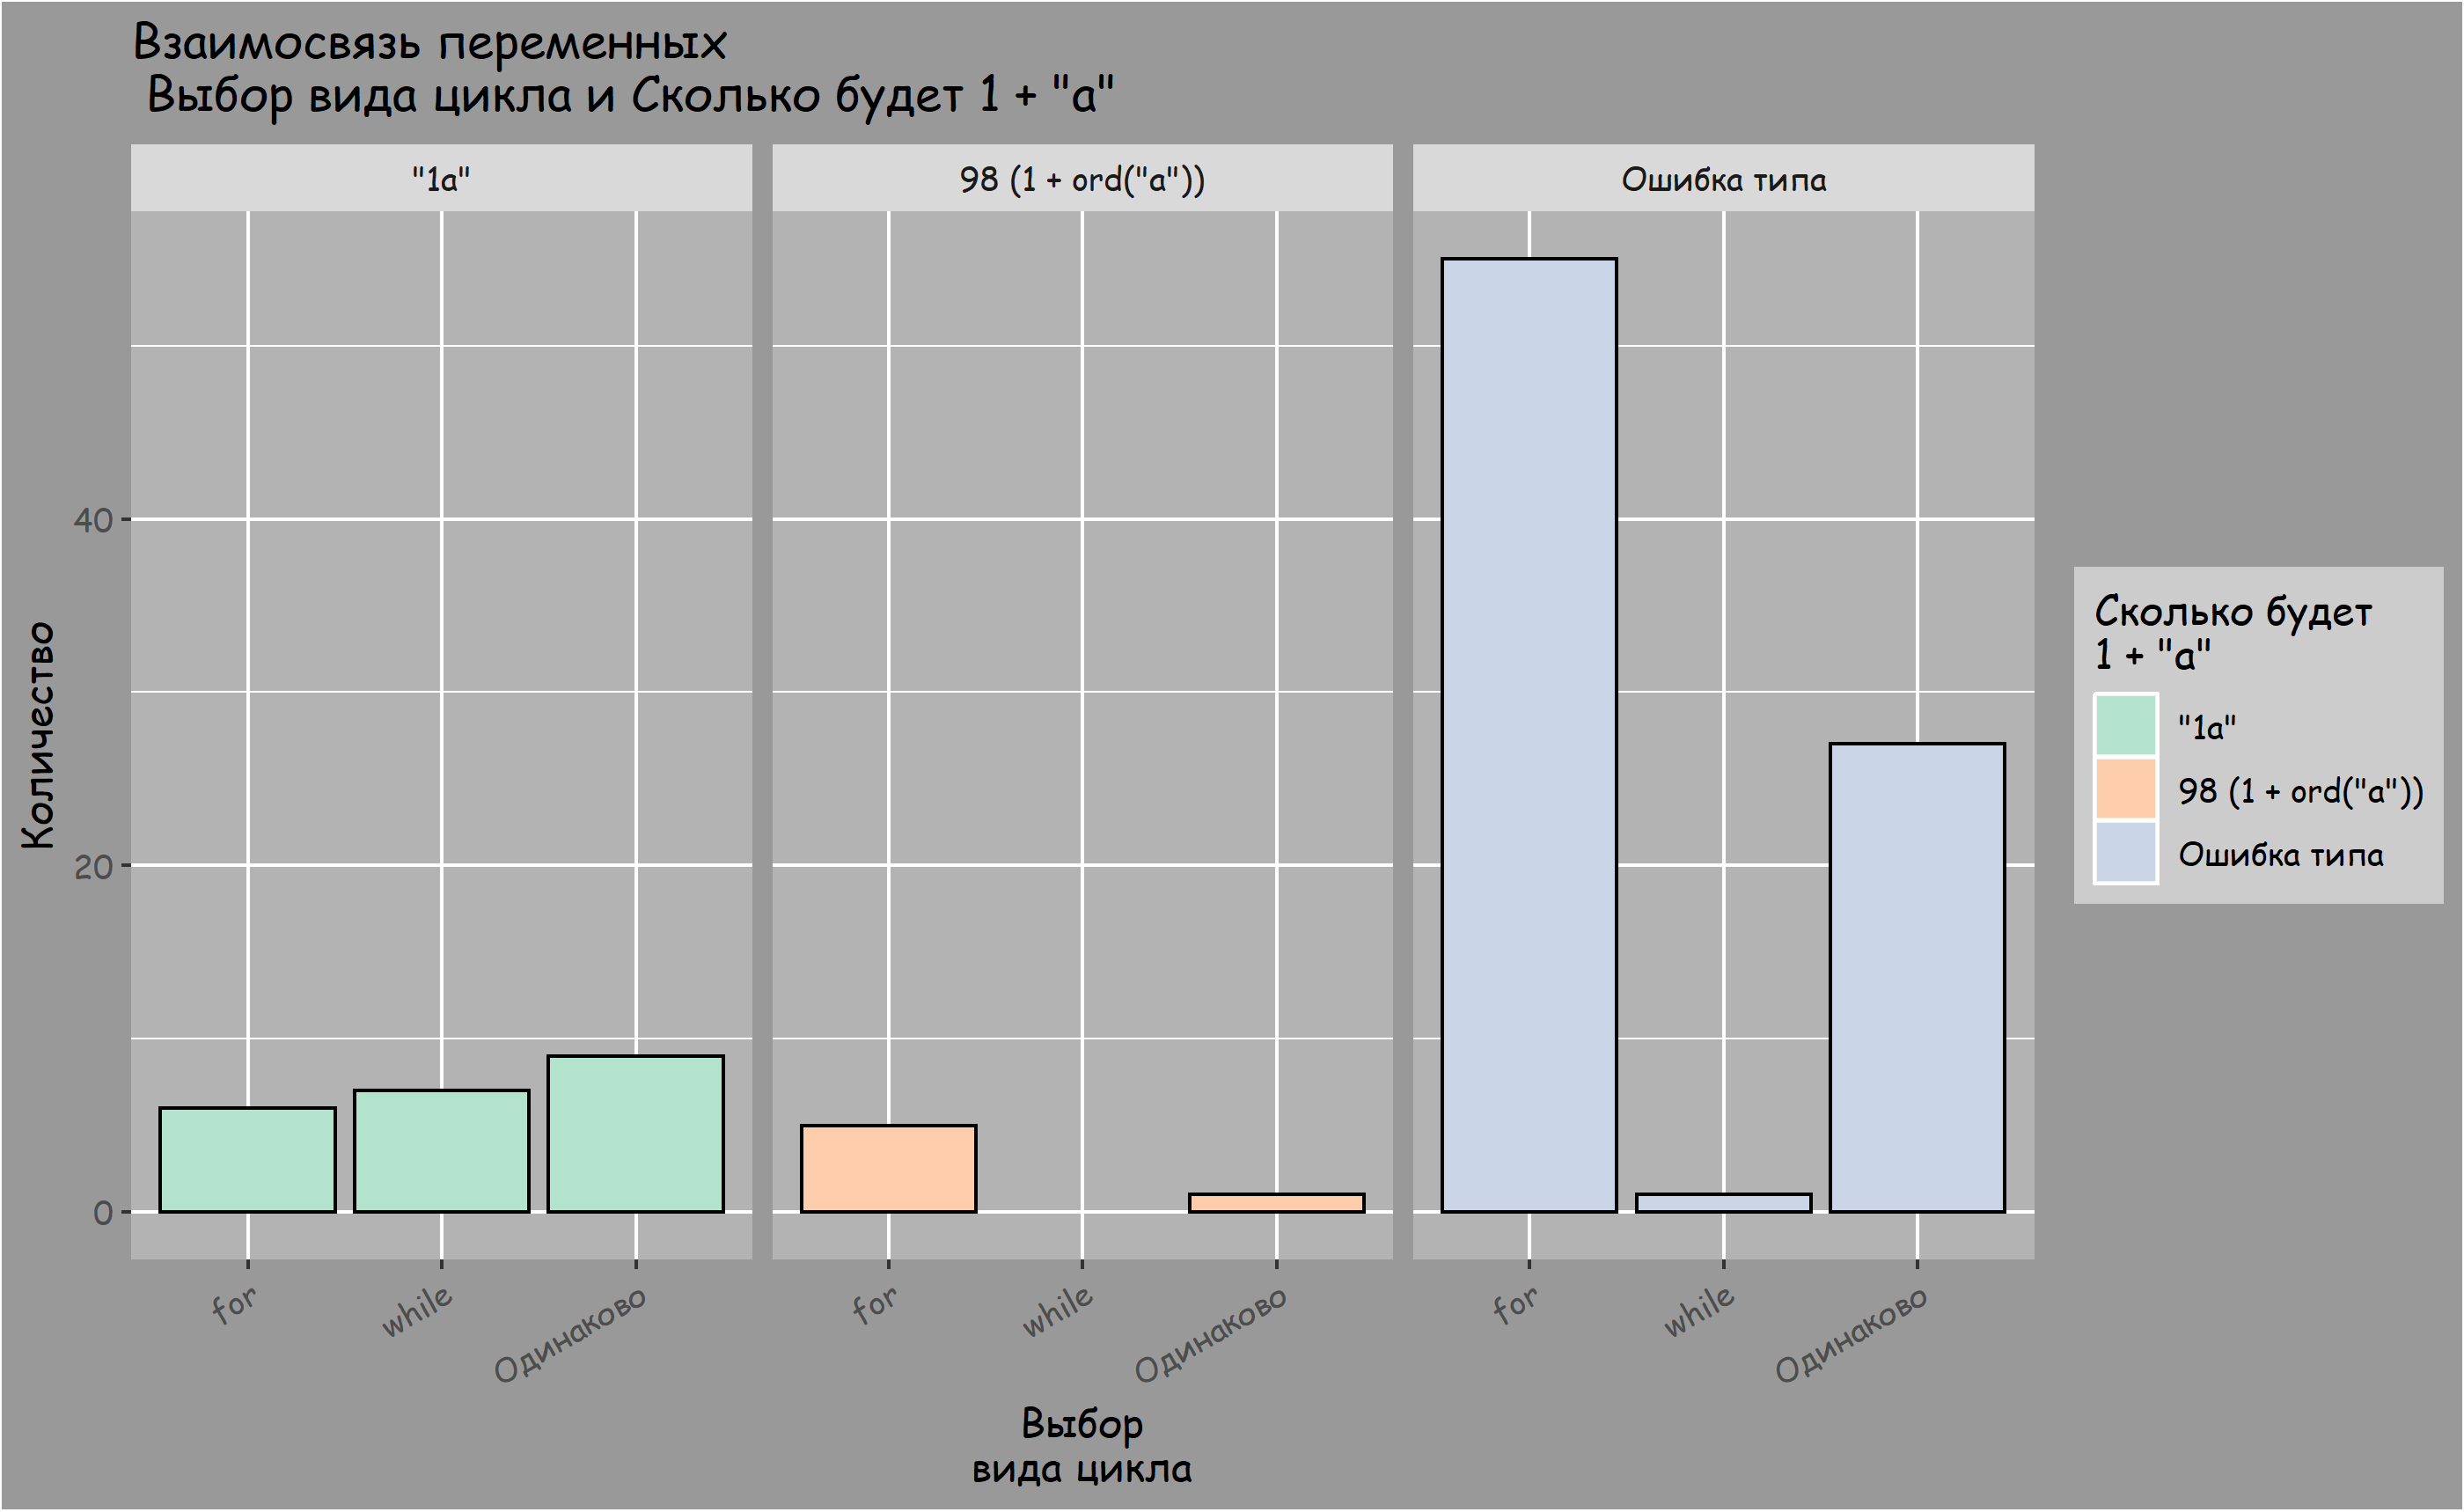 Взаимосвязь переменных
Выбор вида цикла и Сколько будет 1 + "a"
"1a"
98 (1 + ord("a"))
Ошибка типа
Количество
40
20
0
for
while
Одинаково
for
while
Одинаково
for
while
Одинаково
Выбор
вида цикла
Сколько будет
1 + "a"
"1a"
98 (1 + ord("a"))
Ошибка типа